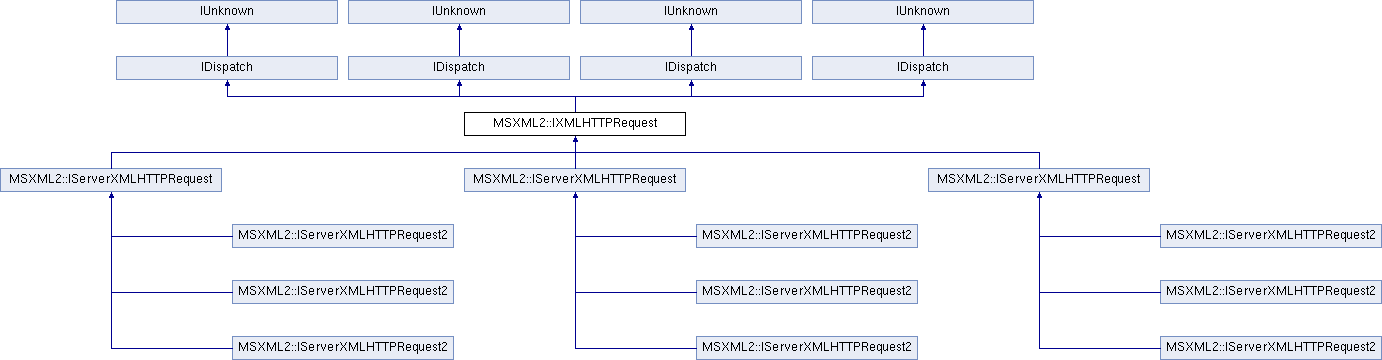 IUnknown IUnknown IUnknown IUnknown
IDispatch IDispatch IDispatch IDispatch
MSXML2::IXMLHTTPRequest
MSXML2::IServerXMLHTTPRequest MSXML2::IServerXMLHTTPRequest MSXML2::IServerXMLHTTPRequest
MSXML2::IServerXMLHTTPRequest2 MSXML2::IServerXMLHTTPRequest2 MSXML2::IServerXMLHTTPRequest2
MSXML2::IServerXMLHTTPRequest2 MSXML2::IServerXMLHTTPRequest2 MSXML2::IServerXMLHTTPRequest2
MSXML2::IServerXMLHTTPRequest2 MSXML2::IServerXMLHTTPRequest2 MSXML2::IServerXMLHTTPRequest2